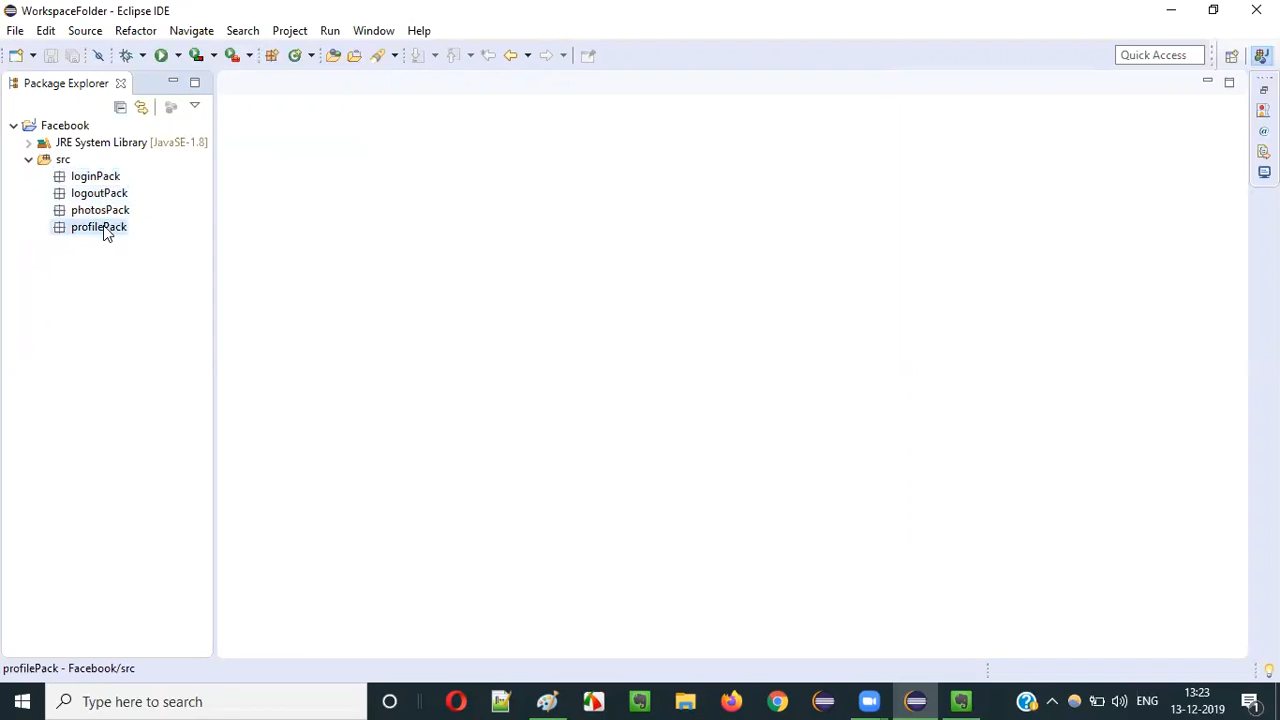 WorkspaceFolder - Eclipse IDE
File Edit Source Refactor Navigate Search Project Run Window Help
Quick Access
Package Explorer
Facebook
JRE System Library [JavaSE-1.8]
src
loginPack
logoutPack
photosPack
profilePack
profilePack - Facebook/src
Type here to search
ENG
13:23
13-12-2019
1